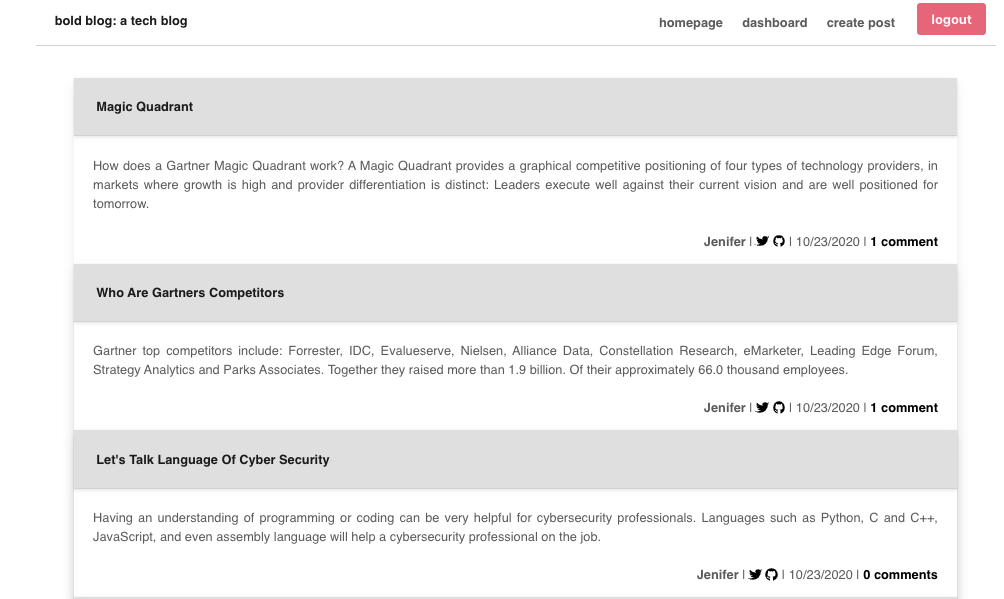 bold blog: a tech blog
homepage dashboard create post logout
Magic Quadrant
How does a Gartner Magic Quadrant work? A Magic Quadrant provides a graphical competitive positioning of four types of technology providers, in
markets where growth is high and provider differentiation is distinct: Leaders execute well against their current vision and are well positioned for
tomorrow.
Jenifer | | 10/23/2020 | 1 comment
Who Are Gartners Competitors
Gartner top competitors include: Forrester, IDC, Evalueserve, Nielsen, Alliance Data, Constellation Research, eMarketer, Leading Edge Forum,
Strategy Analytics and Parks Associates. Together they raised more than 1.9 billion. Of their approximately 66.0 thousand employees.
Jenifer | | 10/23/2020 | 1 comment
Let's Talk Language Of Cyber Security
Having an understanding of programming or coding can be very helpful for cybersecurity professionals. Languages such as Python, C and C++,
JavaScript, and even assembly language will help a cybersecurity professional on the job.
Jenifer | | 10/23/2020 | 0 comments